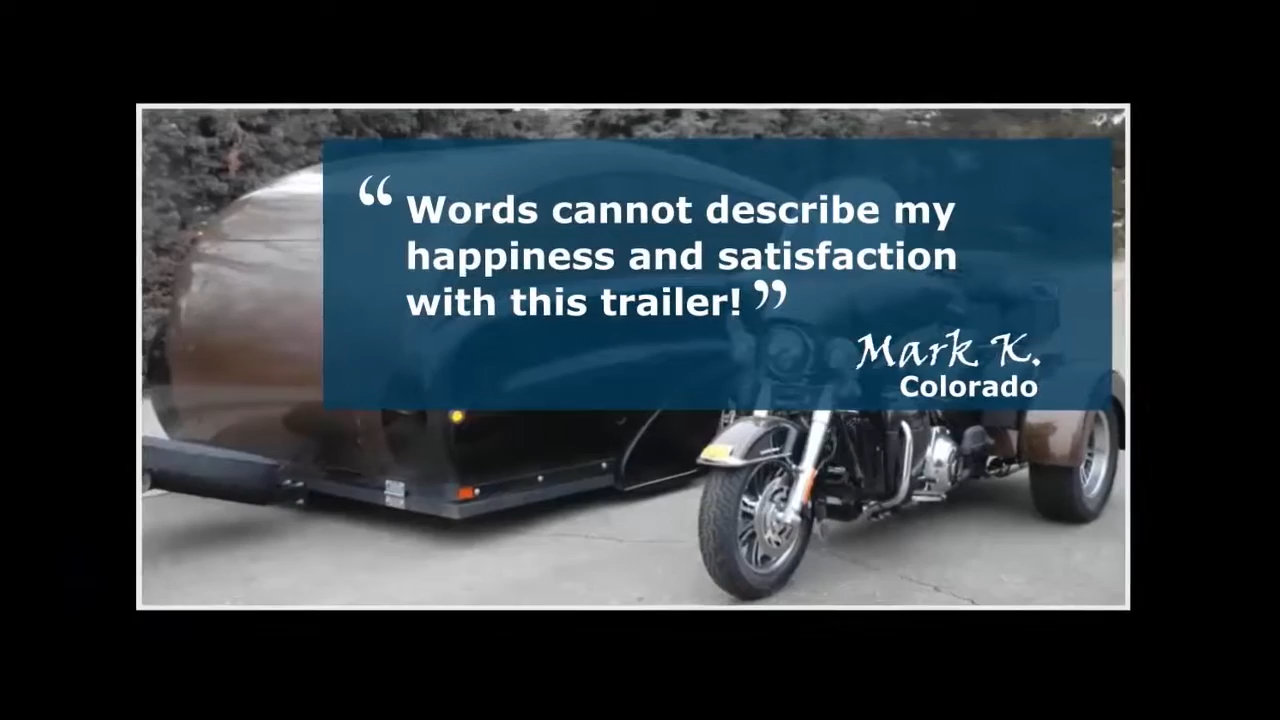 “Words cannot describe my
happiness and satisfaction
with this trailer!”
Mark K.
Colorado